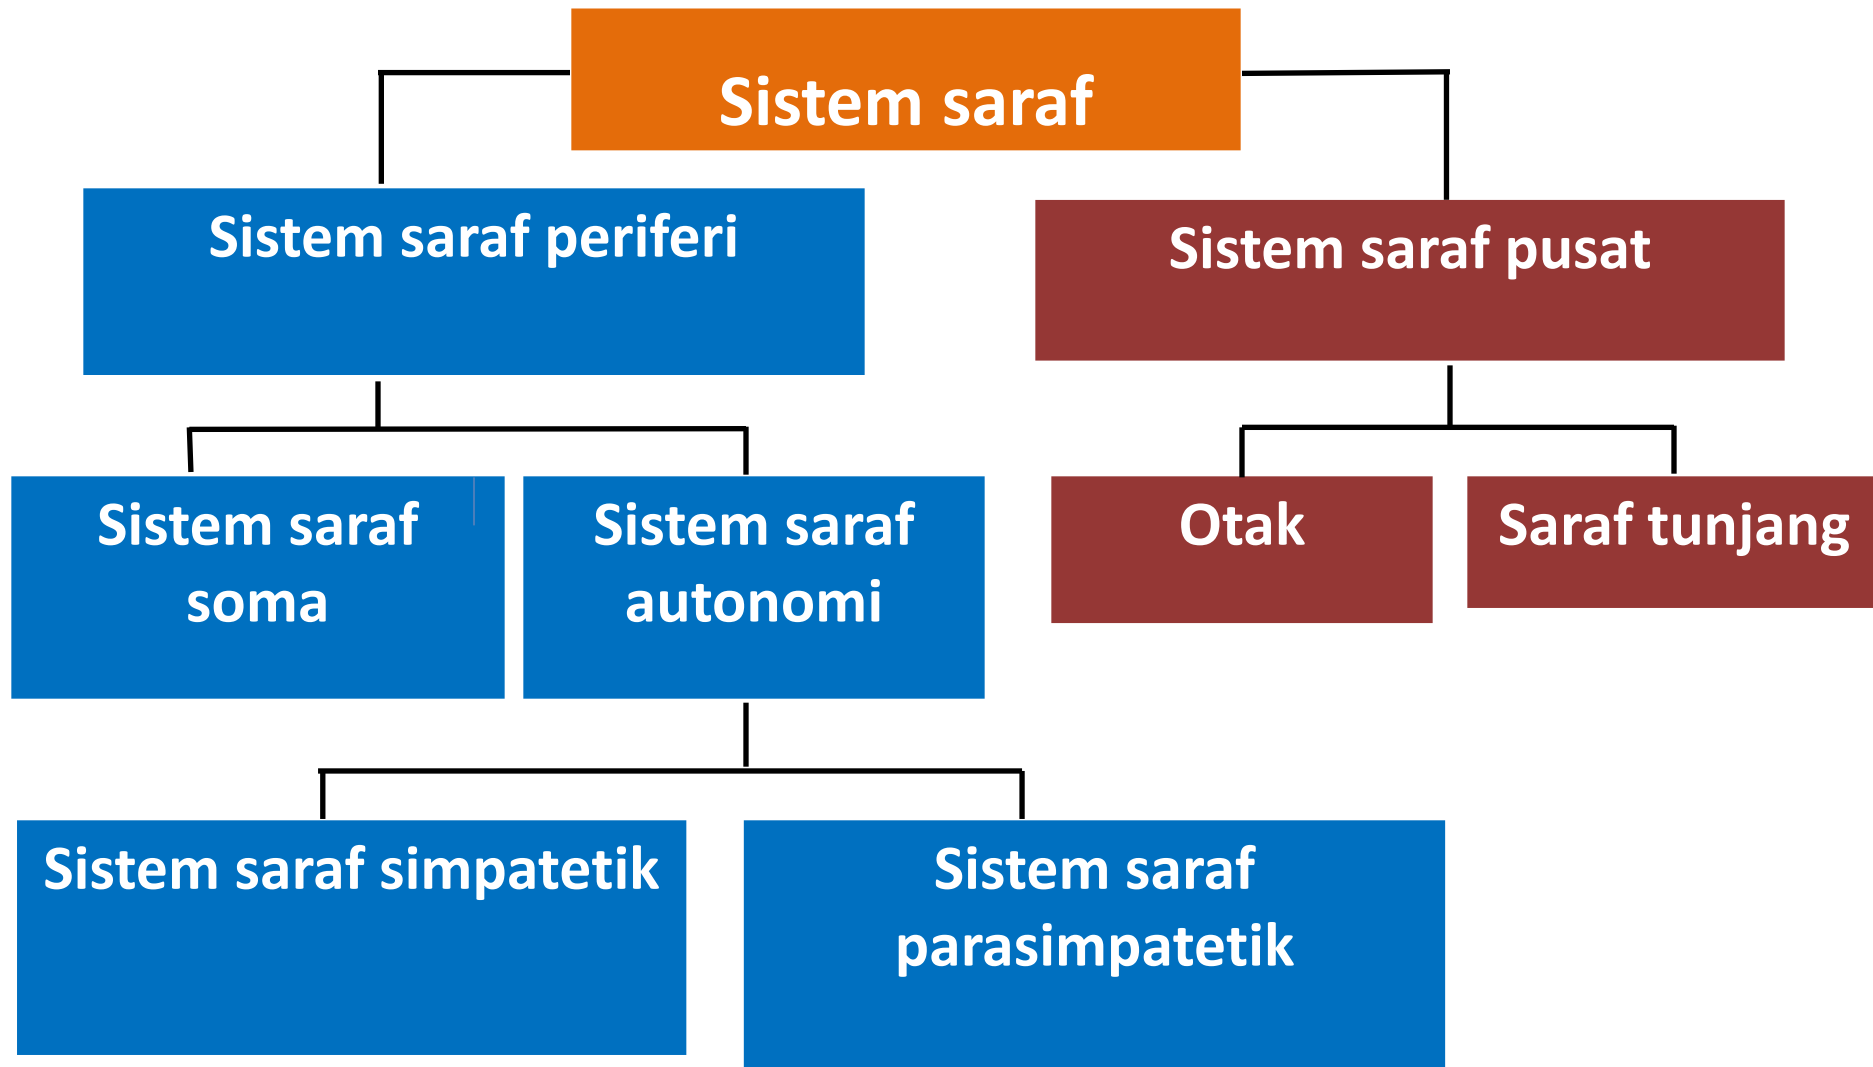 Sistem saraf
Sistem saraf periferi
Sistem saraf pusat
Sistem saraf
soma
Sistem saraf
autonomi
Otak
Saraf tunjang
Sistem saraf simpatetik
Sistem saraf
parasimpatetik